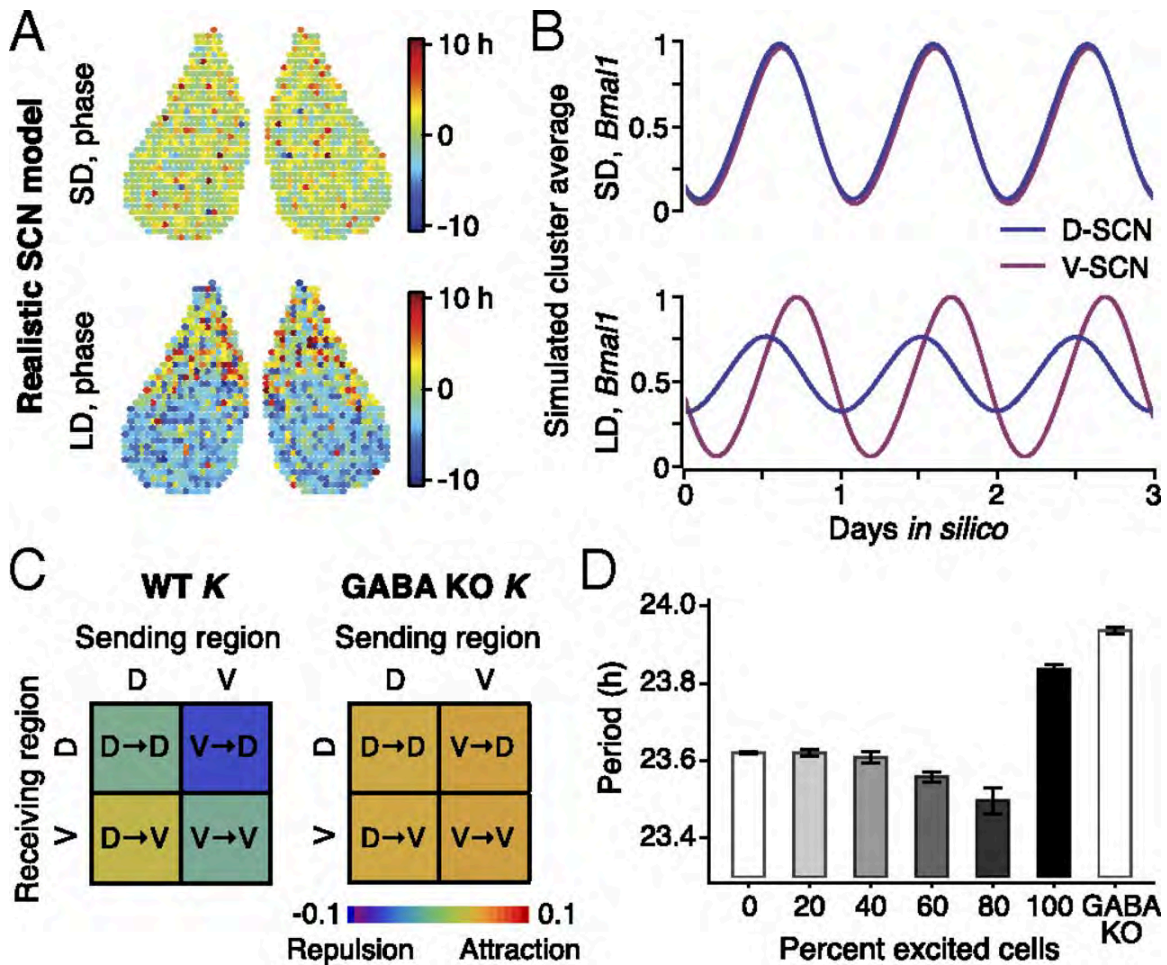 A
Realistic SCN model
SD, phase
10 h
0
-10
LD, phase
10 h
0
-10
B
Simulated cluster average
SD, Bmal1
1
0.5
0
D-SCN
V-SCN
LD, Bmal1
1
0.5
0
0 1 2 3
Days in silico
C
WT K
Sending region
D V
Receiving region
D
D→D V→D
V
D→V V→V
GABA KO K
Sending region
D V
D
D→D V→D
V
D→V V→V
-0.1 0.1
Repulsion Attraction
D
Period (h)
24.0
23.8
23.6
23.4
0 20 40 60 80 100 GABA
KO
Percent excited cells